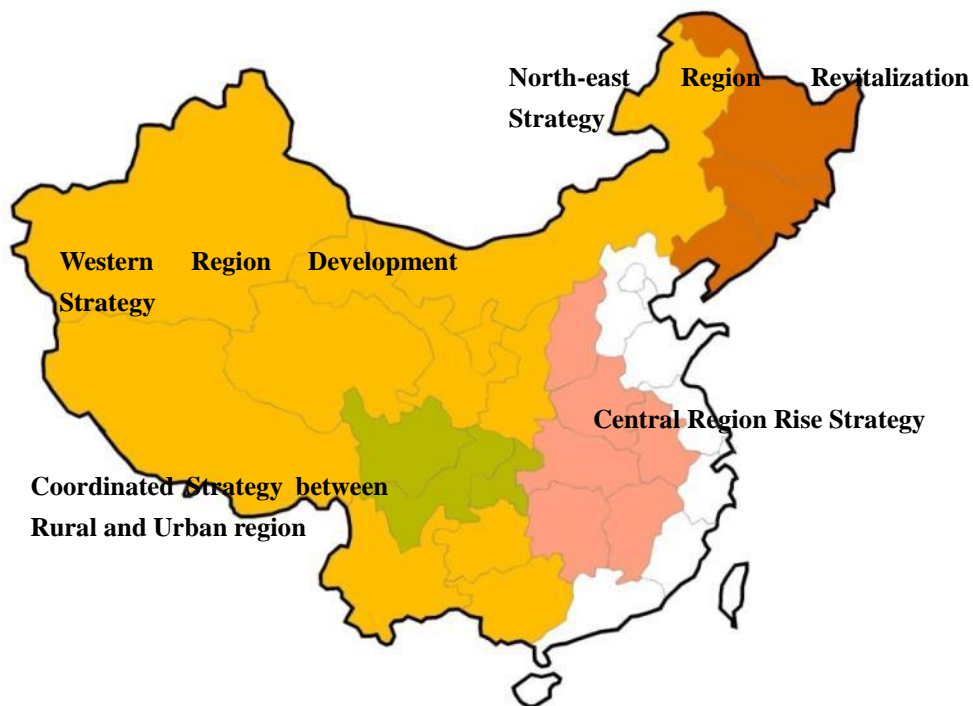 North-east Region Revitalization
Strategy
Western Region Development
Strategy
Central Region Rise Strategy
Coordinated Strategy between
Rural and Urban region